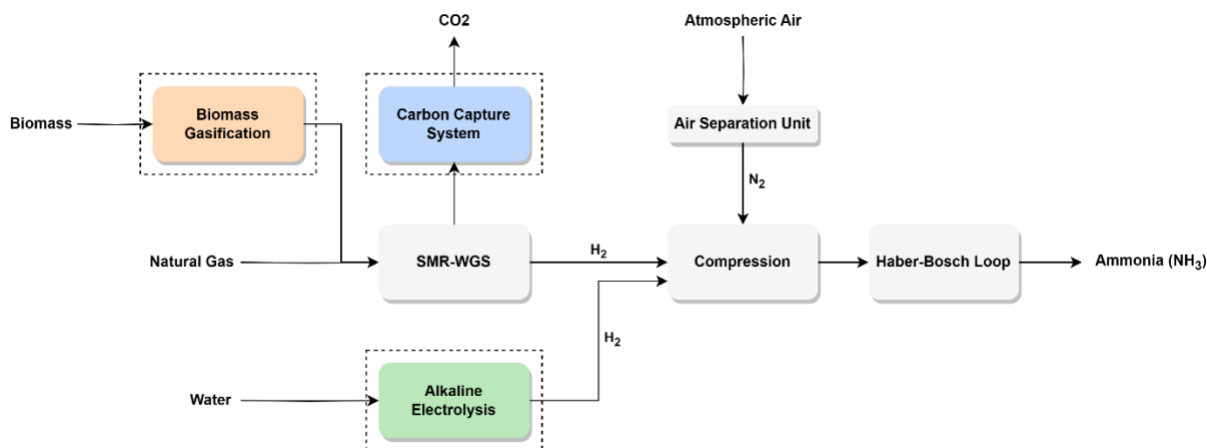 CO2
Atmospheric Air
Biomass
Biomass
Gasification
Carbon Capture
System
Air Separation Unit
N₂
Natural Gas
SMR-WGS
H₂
Compression
Haber-Bosch Loop
Ammonia (NH₃)
H₂
Water
Alkaline
Electrolysis